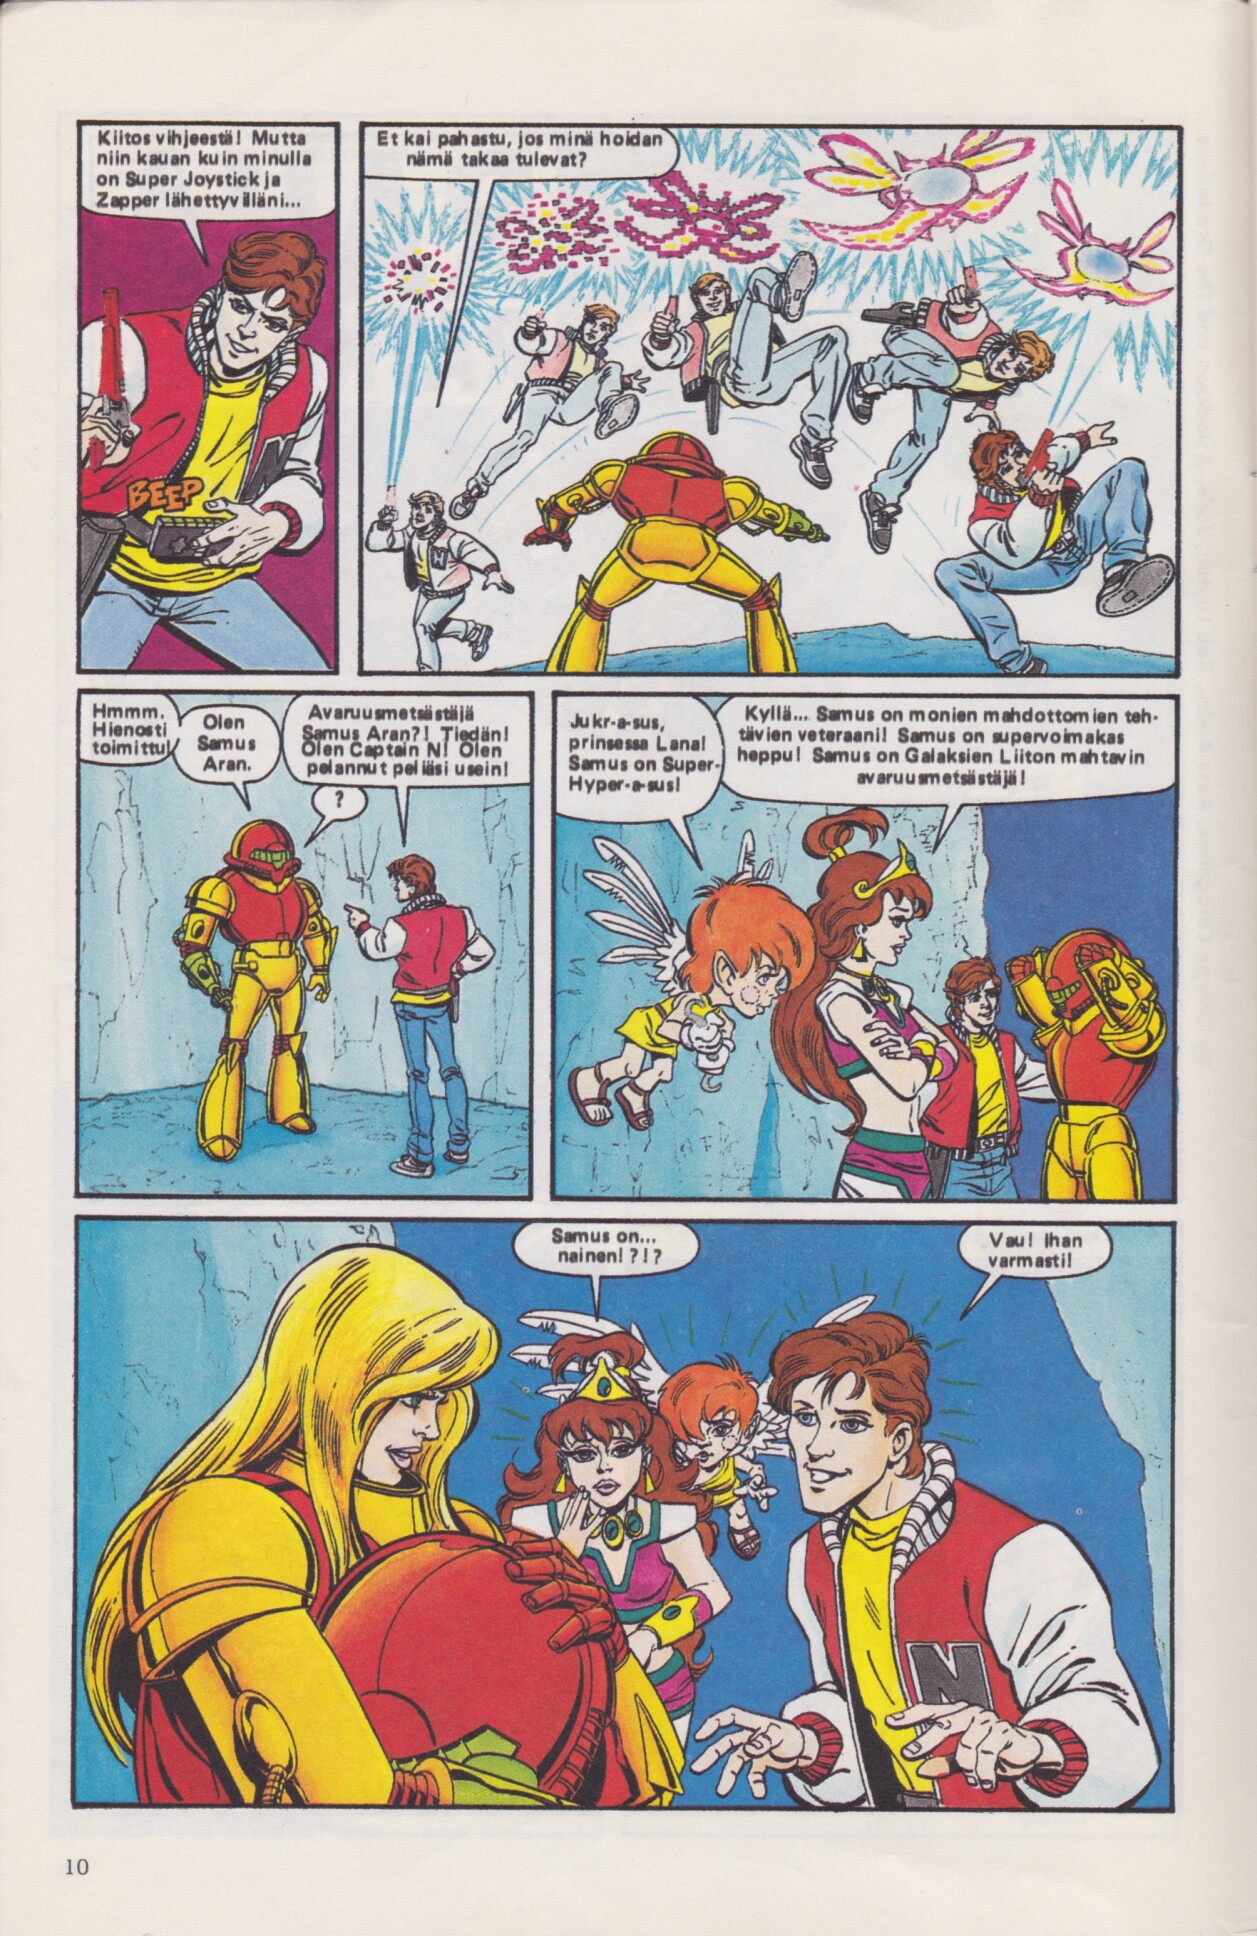 Kiitos vihjeestä! Mutta
niin kauan kuin minulla
on Super Joystick ja
Zapper lähettyvilläni...
BEEP
N
Et kai pahastu, jos minä hoidan
nämä takaa tulevat?
N
Hmmm.
Hienosti
toimittu!
Olen
Samus
Aran.
?
Avaruusmetsästäjä
Samus Aran?! Tiedän!
Olen Captain N! Olen
pelannut peliäsi usein!
Jukr-a-sus,
prinsessa Lana!
Samus on Super-
Hyper-a-sus!
Kyllä... Samus on monien mahdottomien teh-
tävien veteraani! Samus on supervoimakas
heppu! Samus on Galaksien Liiton mahtavin
avaruusmetsästäjä!
Samus on...
nainen!?!?
Vau! Ihan
varmasti!
N
10